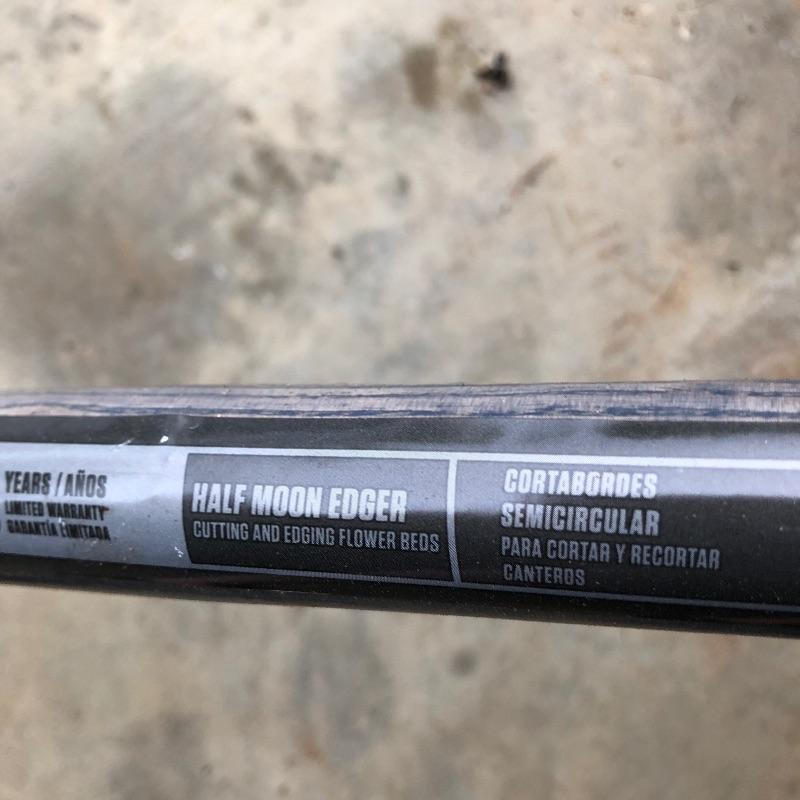 YEARS / AÑOS
LIMITED WARRANTY
GARANTÍA LIMITADA
HALF MOON EDGER
CUTTING AND EDGING FLOWER BEDS
CORTABORDES
SEMICIRCULAR
PARA CORTAR Y RECORTAR
CANTEROS